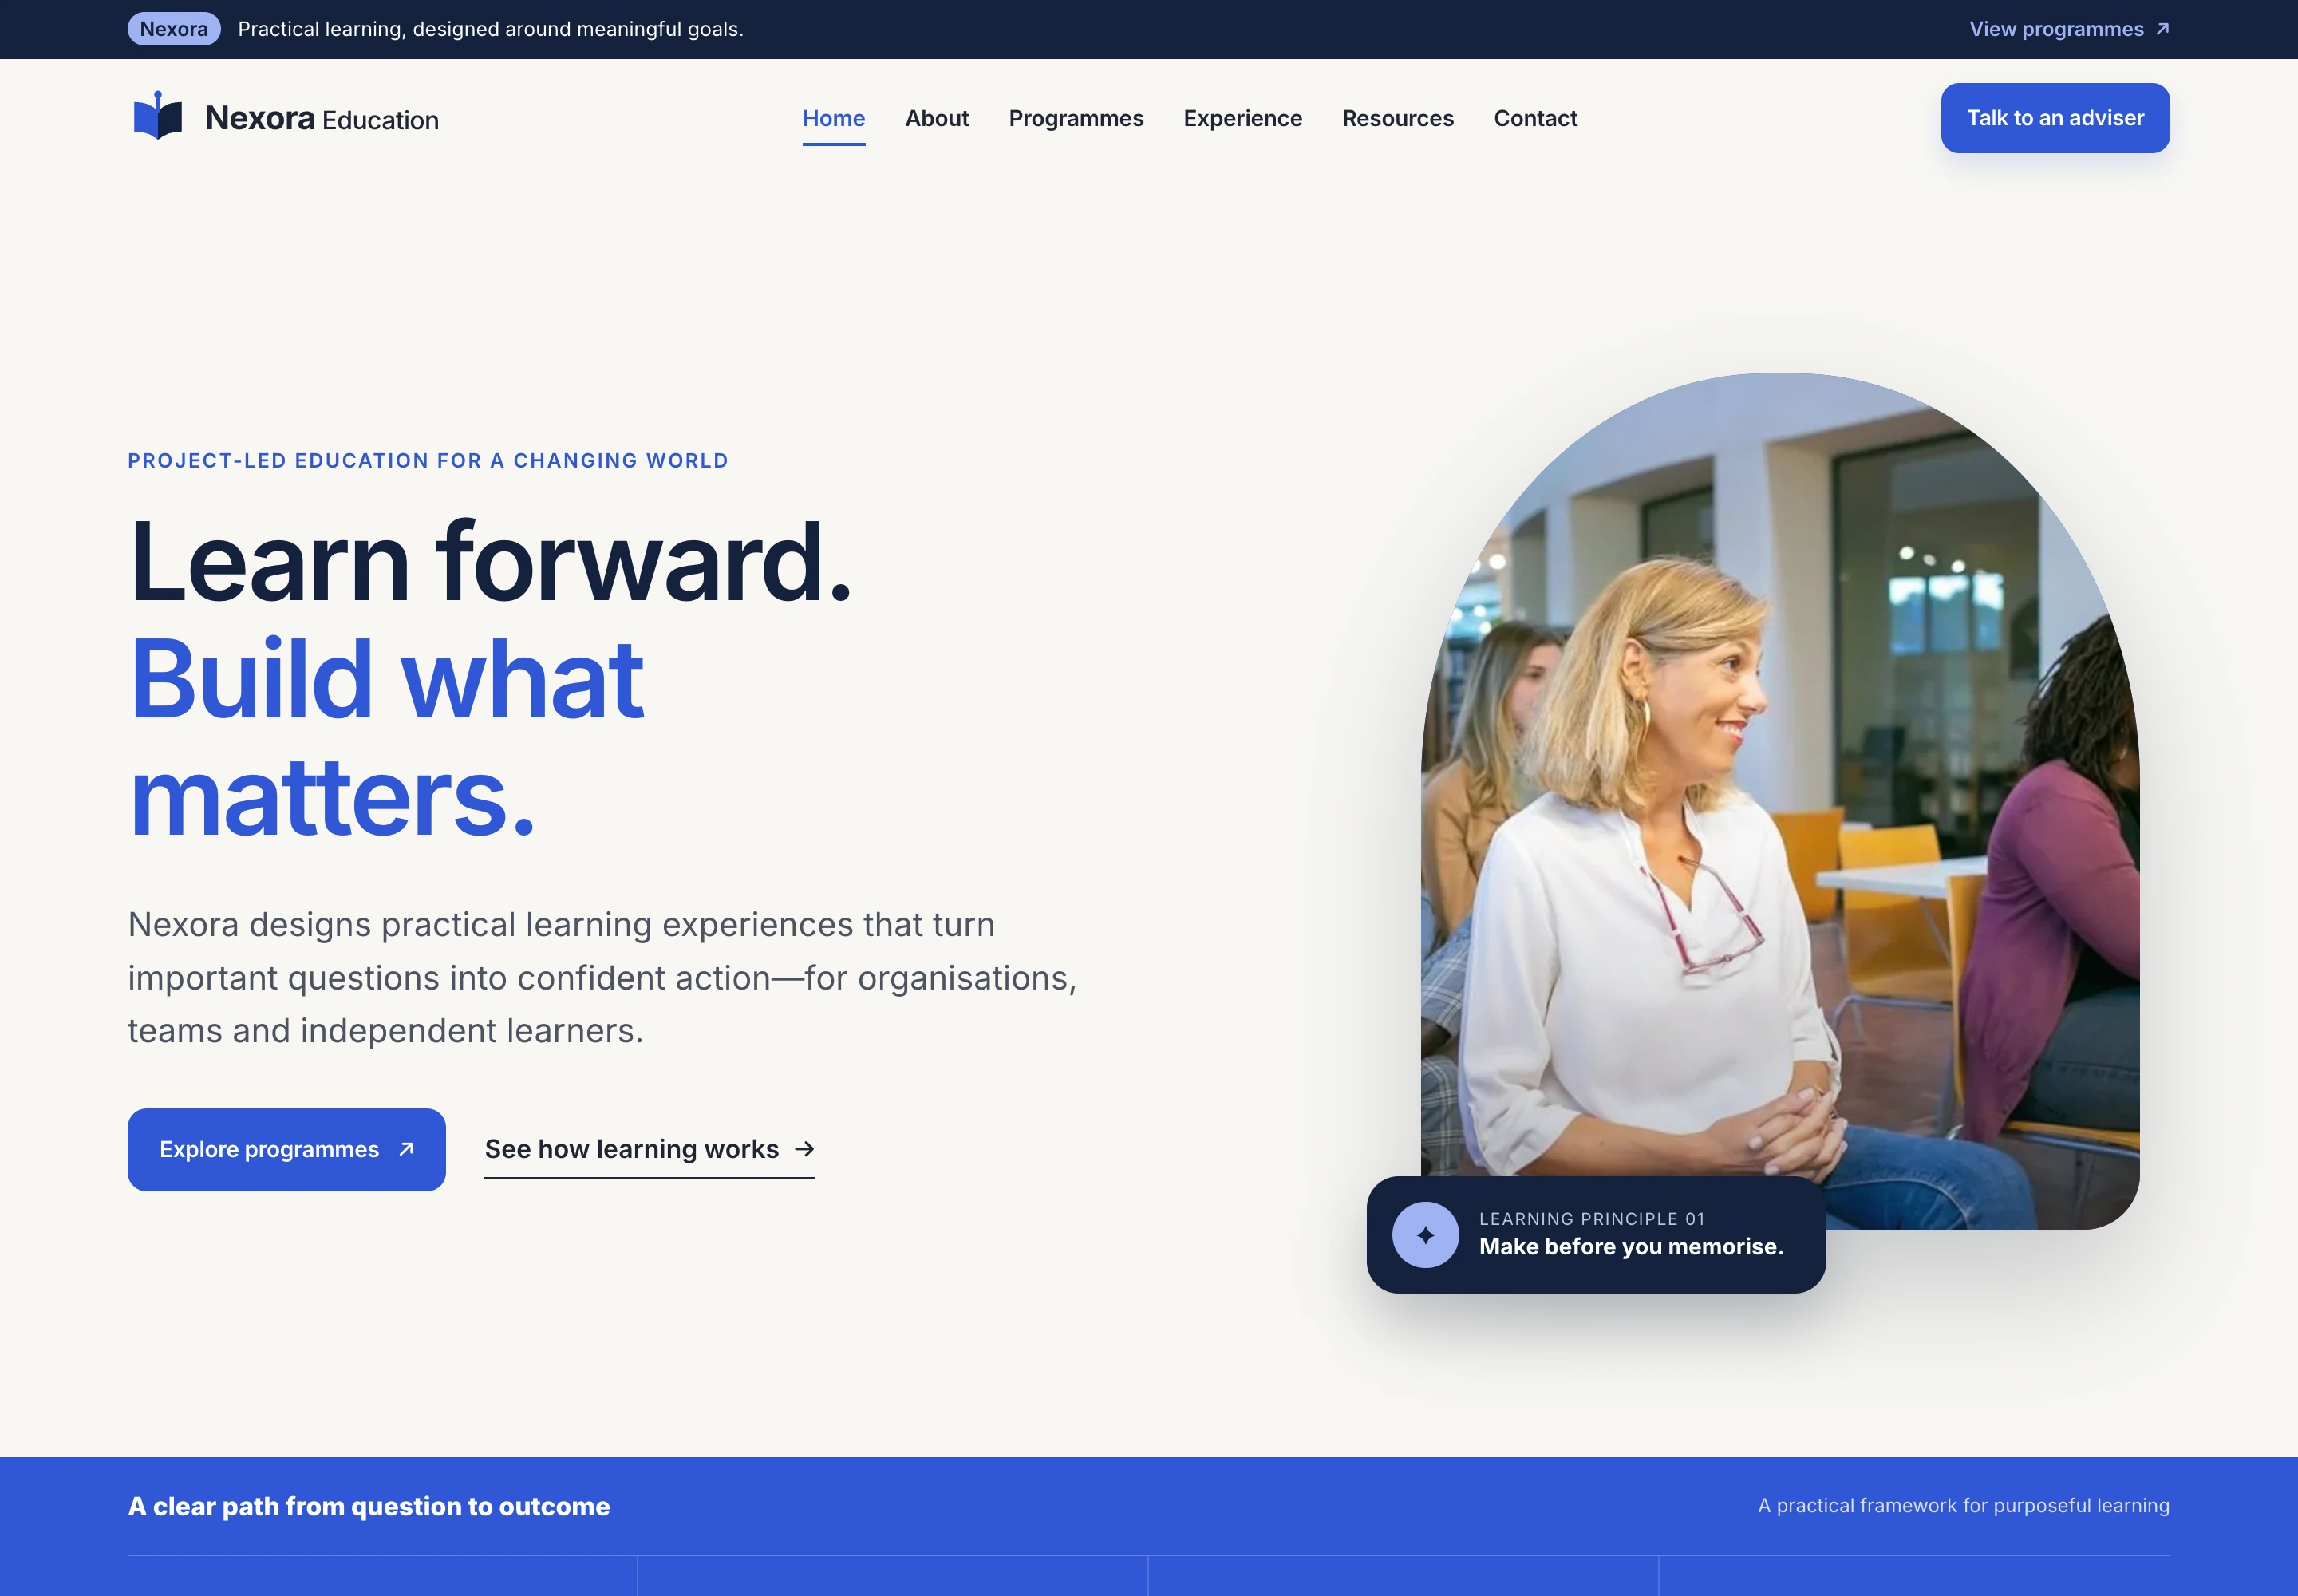 Nexora Practical learning, designed around meaningful goals. View programmes
Nexora Education Home About Programmes Experience Resources Contact Talk to an adviser
PROJECT-LED EDUCATION FOR A CHANGING WORLD
Learn forward.
Build what
matters.
Nexora designs practical learning experiences that turn
important questions into confident action—for organisations,
teams and independent learners.
Explore programmes See how learning works
LEARNING PRINCIPLE 01
Make before you memorise.
A clear path from question to outcome A practical framework for purposeful learning